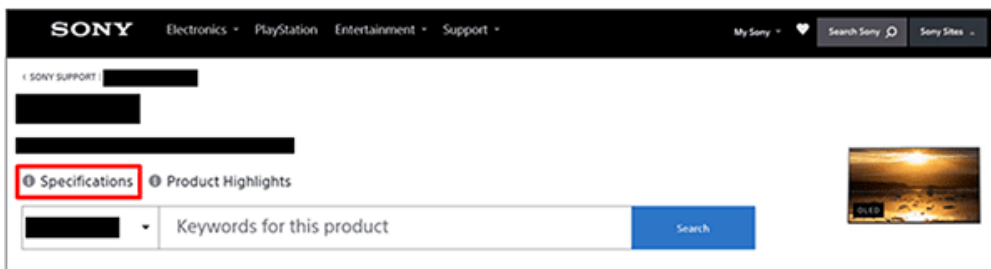 SONY Electronics PlayStation Entertainment Support My Sony Search Sony Sony Sites
< SONY SUPPORT |
Specifications Product Highlights
OLED
Keywords for this product Search